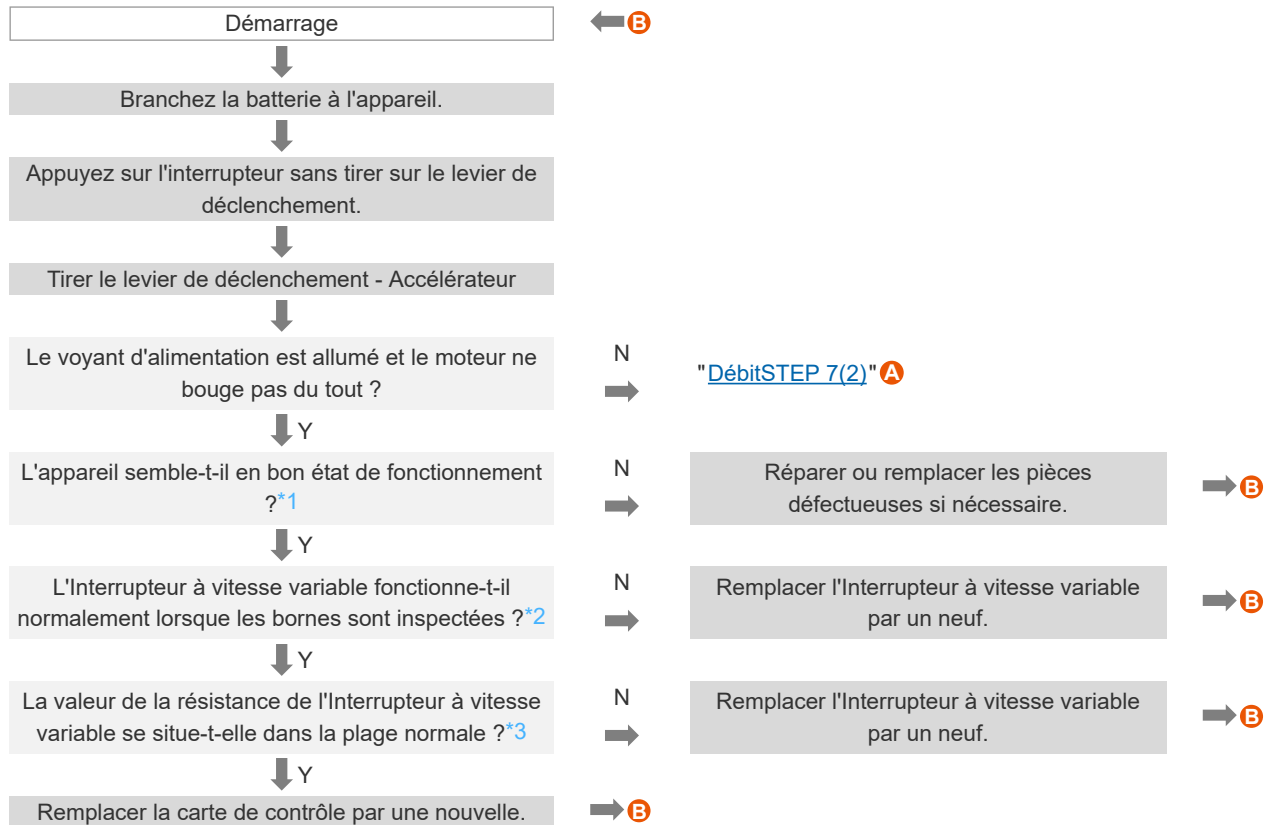 Démarrage
B
Branchez la batterie à l'appareil.
Appuyez sur l'interrupteur sans tirer sur le levier de
déclenchement.
Tirer le levier de déclenchement - Accélérateur
Le voyant d'alimentation est allumé et le moteur ne
bouge pas du tout ?
N
"DébitSTEP 7(2)"A
Y
L'appareil semble-t-il en bon état de fonctionnement
?*1
N
Réparer ou remplacer les pièces
défectueuses si nécessaire.
B
Y
L'Interrupteur à vitesse variable fonctionne-t-il
normalement lorsque les bornes sont inspectées ?*2
N
Remplacer l'Interrupteur à vitesse variable
par un neuf.
B
Y
La valeur de la résistance de l'Interrupteur à vitesse
variable se situe-t-elle dans la plage normale ?*3
N
Remplacer l'Interrupteur à vitesse variable
par un neuf.
B
Y
Remplacer la carte de contrôle par une nouvelle.
B